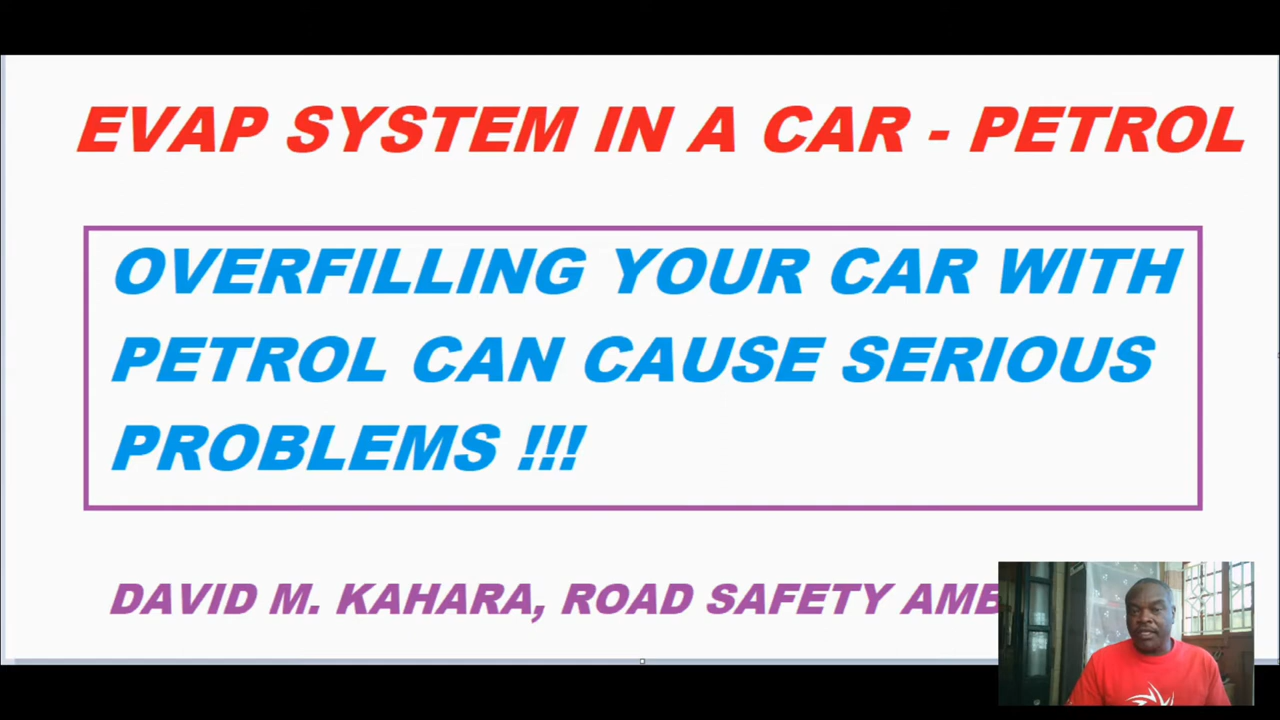 EVAP SYSTEM IN A CAR - PETROL
OVERFILLING YOUR CAR WITH
PETROL CAN CAUSE SERIOUS
PROBLEMS !!!
DAVID M. KAHARA, ROAD SAFETY